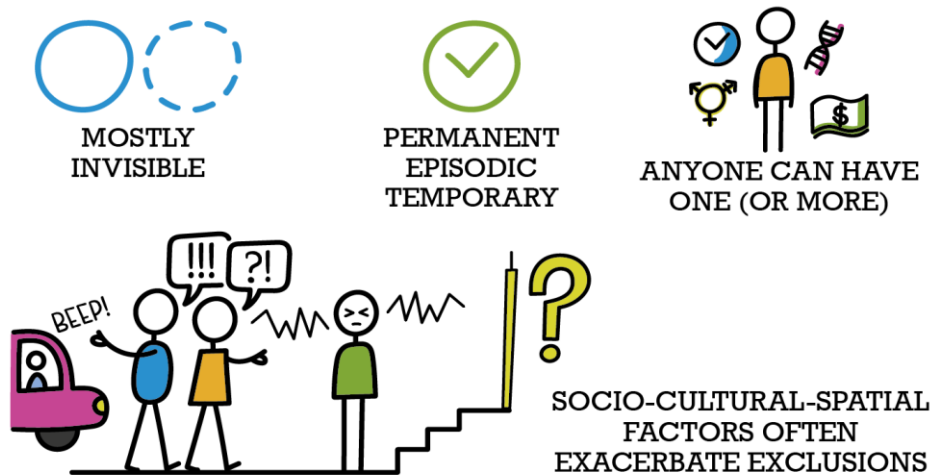 MOSTLY
INVISIBLE
PERMANENT
EPISODIC
TEMPORARY
$
ANYONE CAN HAVE
ONE (OR MORE)
!!!
?!
BEEP!
?
SOCIO-CULTURAL-SPATIAL
FACTORS OFTEN
EXACERBATE EXCLUSIONS